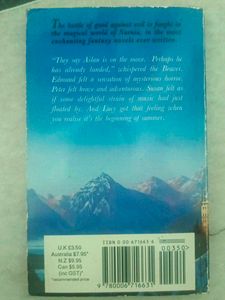 The battle of good against evil is fought in
the magical world of Narnia, in the most
enchanting fantasy novels ever written
"They say Aslan is on the move. Perhaps he
has already landed," whispered the Beaver.
Edmund felt a sensation of mysterious horror.
Peter felt brave and adventurous. Susan felt as
if some delightful strain of music had just
floated by. And Lucy got that feeling when
you realise it's the beginning of summer.
U.K £3.50
Australia $7.95*
N.Z $9.95
Can $5.95
(inc GST)*
*recommended price
ISBN 0 00 671663 6
00350
9 780006 716631